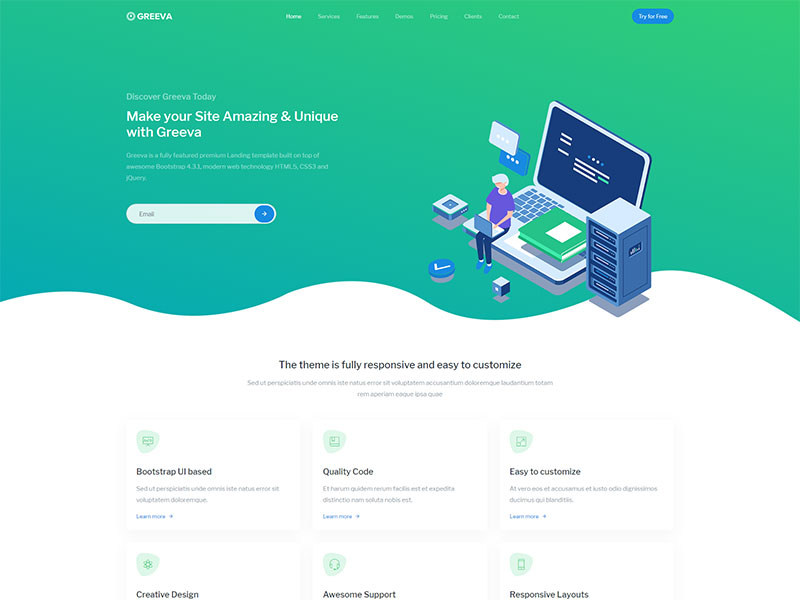 GREEVA
Home Services Features Demos Pricing Clients Contact
Try for Free
Discover Greeva Today
Make your Site Amazing & Unique
with Greeva
Greeva is a fully featured premium Landing template built on top of
awesome Bootstrap 4.3.1, modern web technology HTML5, CSS3 and
jQuery.
Email
The theme is fully responsive and easy to customize
Sed ut perspiciatis unde omnis iste natus error sit voluptatem accusantium doloremque laudantium totam
rem aperiam eaque ipsa quae
Bootstrap UI based
Sed ut perspiciatis unde omnis iste natus error sit
voluptatem doloremque.
Learn more
Quality Code
Et harum quidem rerum facilis est et expedita
distinctio nam soluta nobis est.
Learn more
Easy to customize
At vero eos et accusamus et iusto odio dignissimos
ducimus qui blanditiis.
Learn more
Creative Design
Awesome Support
Responsive Layouts